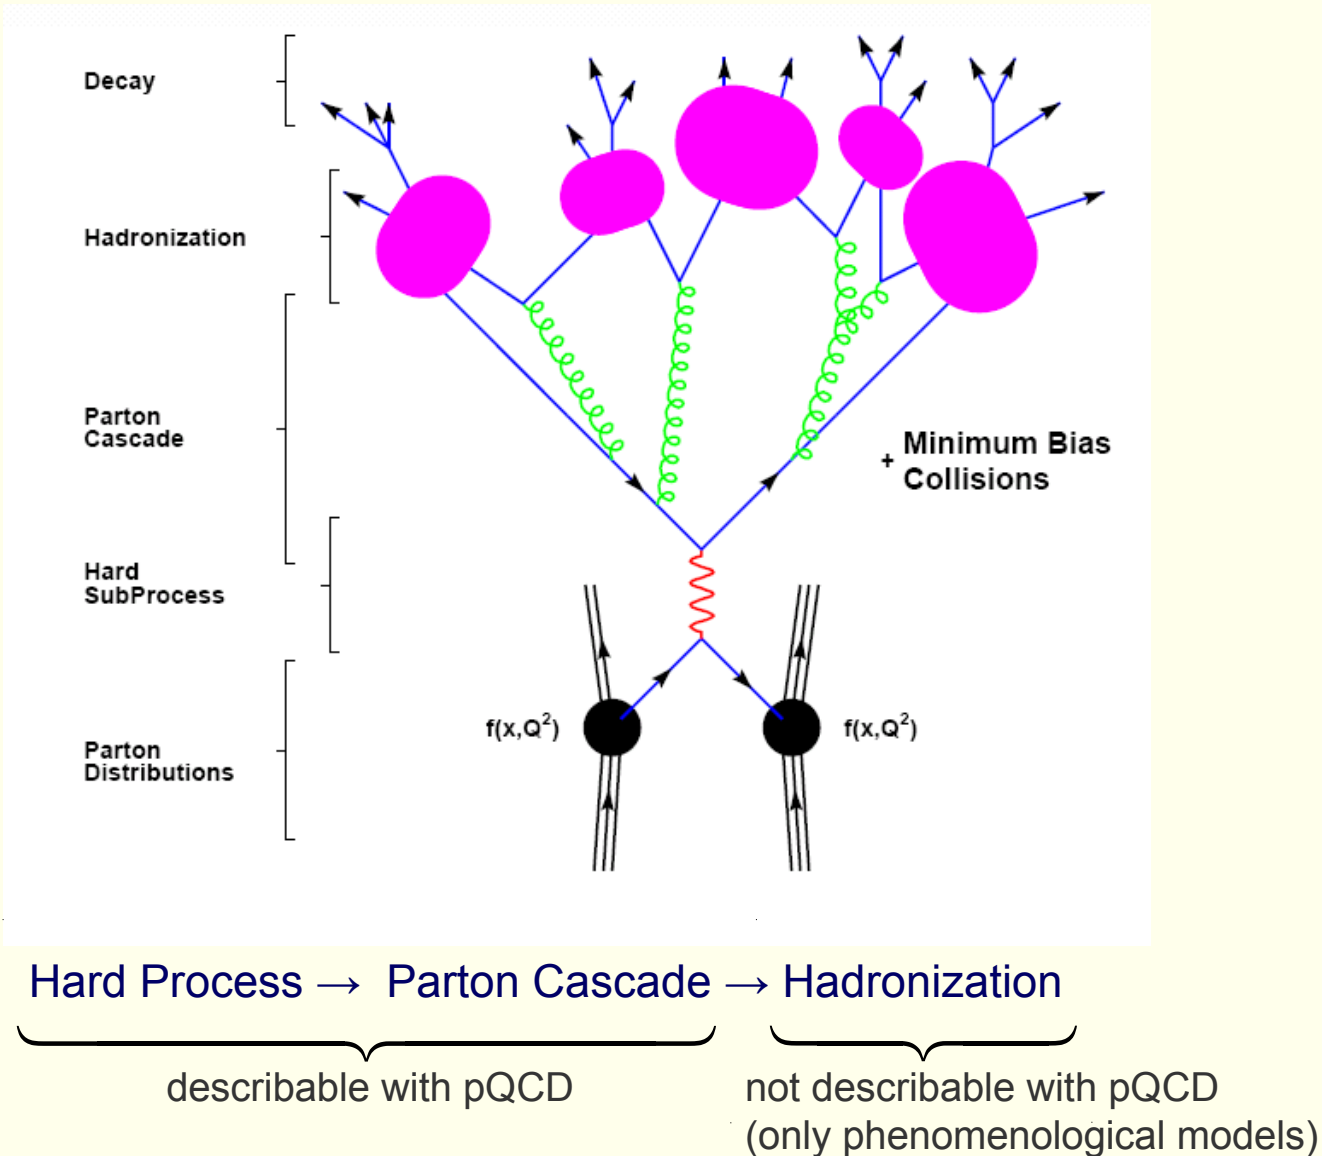 Decay
Hadronization
Parton
Cascade
+ Minimum Bias
Collisions
Hard
SubProcess
f(x,Q²)
f(x,Q²)
Parton
Distributions
Hard Process → Parton Cascade → Hadronization
describable with pQCD
not describable with pQCD
(only phenomenological models)